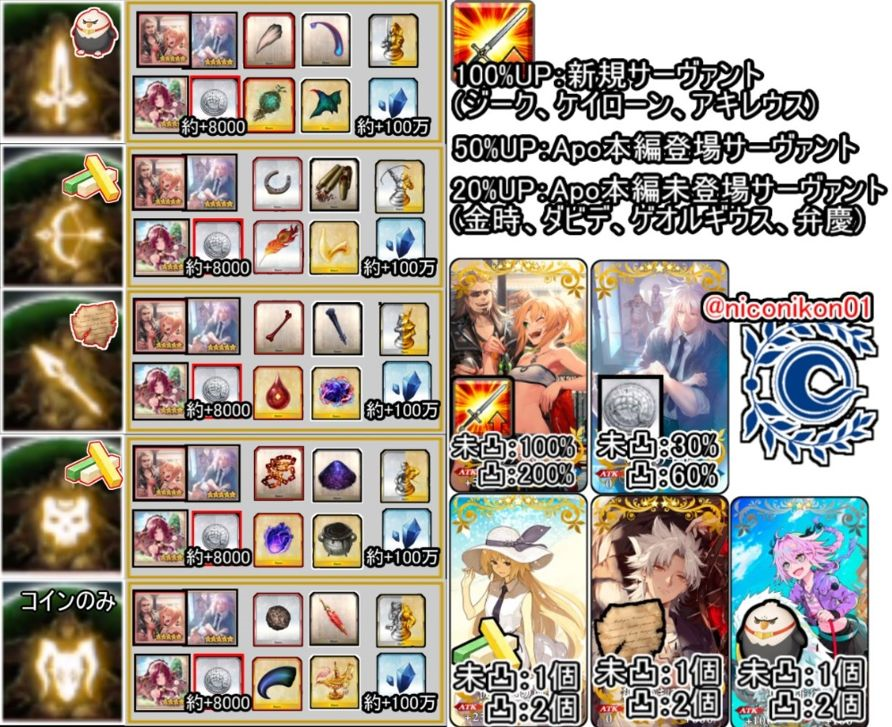 約+8000
約+100万
約+8000
約+100万
約+8000
約+100万
約+8000
約+100万
コインのみ
約+8000
約+100万
100%UP:新規サーヴァント
(ジーク、ケイローン、アキレウス)
50%UP:Apo本編登場サーヴァント
20%UP:Apo本編未登場サーヴァント
(金時、ダビデ、ゲオルギウス、弁慶)
@niconikon01
未凸:100%
凸:200%
ATK
未凸:30%
凸:60%
ATK
未凸:1個
凸:2個
未凸:1個
凸:2個
ATK
未凸:1個
凸:2個
ATK